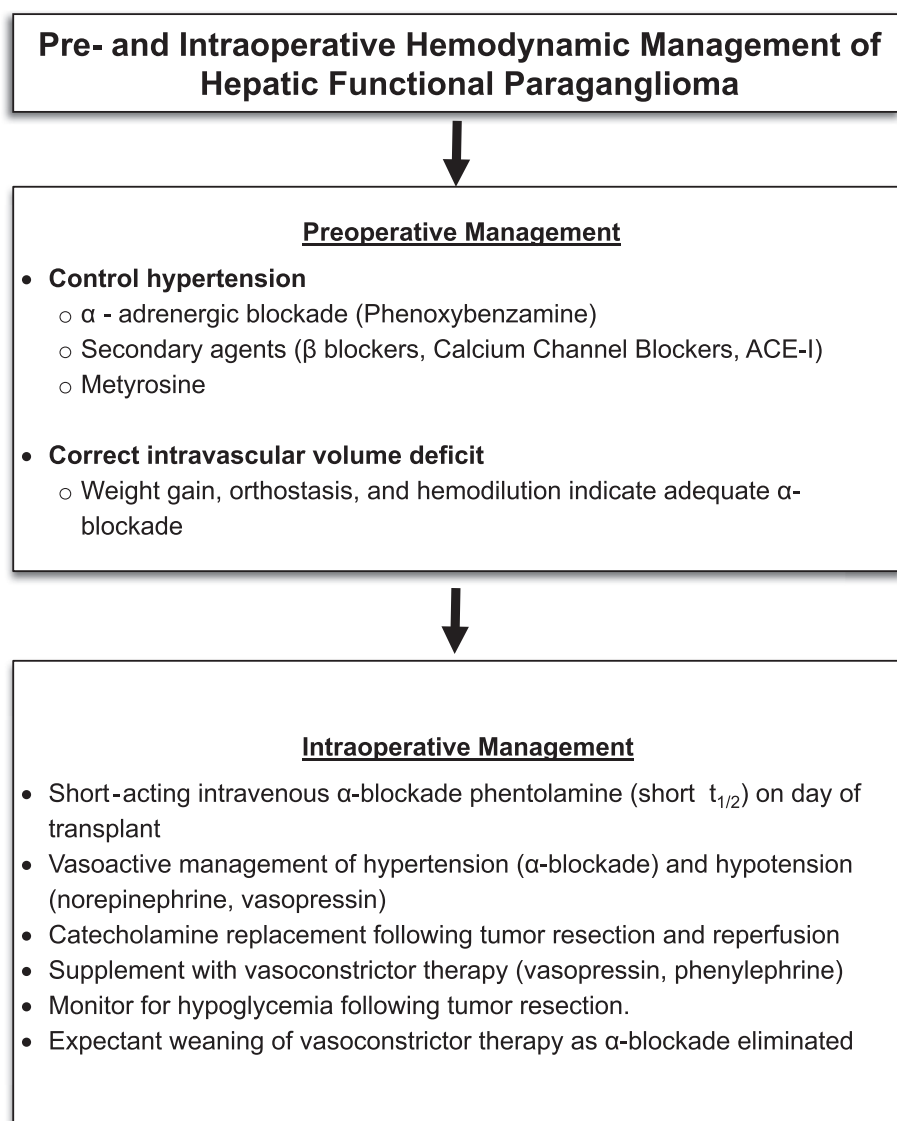 Pre- and Intraoperative Hemodynamic Management of
Hepatic Functional Paraganglioma
Preoperative Management
• Control hypertension
o α - adrenergic blockade (Phenoxybenzamine)
o Secondary agents (β blockers, Calcium Channel Blockers, ACE-I)
o Metyrosine
• Correct intravascular volume deficit
o Weight gain, orthostasis, and hemodilution indicate adequate α-
blockade
Intraoperative Management
• Short-acting intravenous α-blockade phentolamine (short t1/2) on day of
transplant
• Vasoactive management of hypertension (α-blockade) and hypotension
(norepinephrine, vasopressin)
• Catecholamine replacement following tumor resection and reperfusion
• Supplement with vasoconstrictor therapy (vasopressin, phenylephrine)
• Monitor for hypoglycemia following tumor resection.
• Expectant weaning of vasoconstrictor therapy as α-blockade eliminated